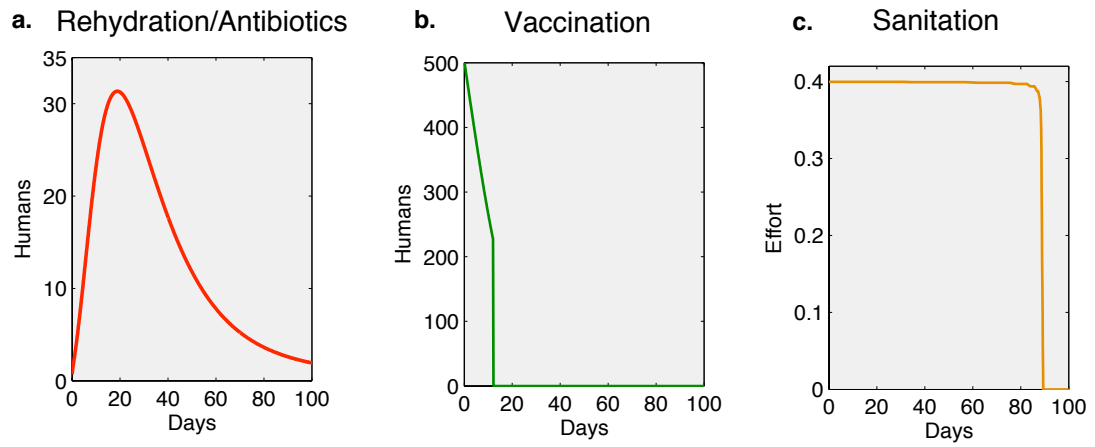 a. Rehydration/Antibiotics
35
30
20
10
0
0 20 40 60 80 100
Humans
Days
b. Vaccination
500
400
300
200
100
0
0 20 40 60 80 100
Humans
Days
c. Sanitation
0.4
0.3
0.2
0.1
0
0 20 40 60 80 100
Effort
Days